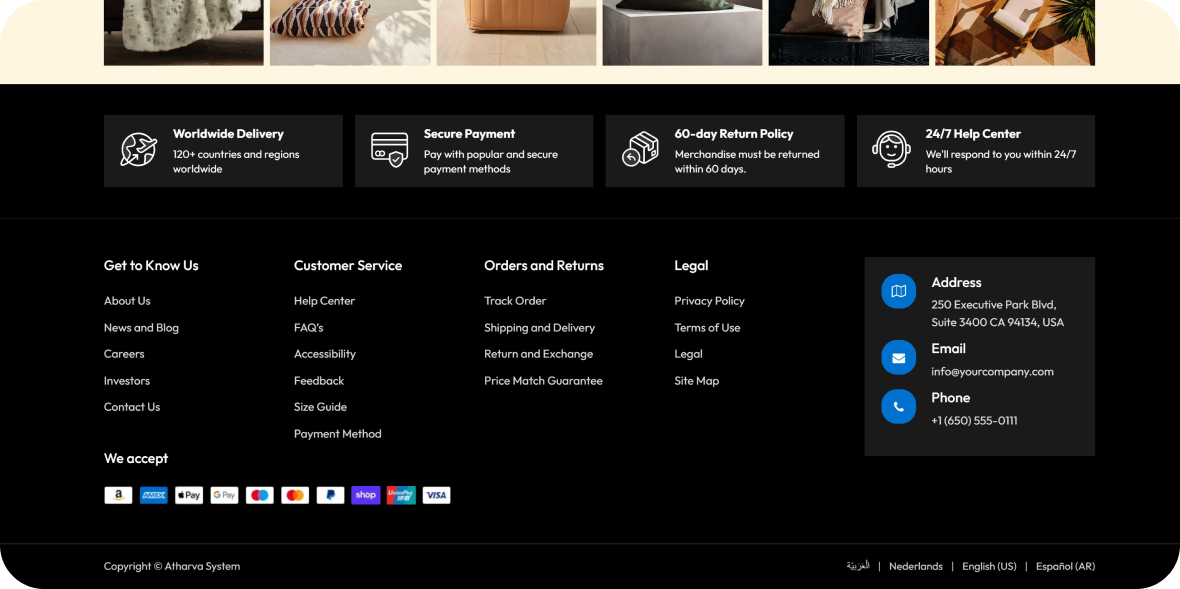 Worldwide Delivery
120+ countries and regions
worldwide
Secure Payment
Pay with popular and secure
payment methods
60-day Return Policy
Merchandise must be returned
within 60 days.
24/7 Help Center
We'll respond to you within 24/7
hours
Get to Know Us
About Us
News and Blog
Careers
Investors
Contact Us
Customer Service
Help Center
FAQ's
Accessibility
Feedback
Size Guide
Payment Method
Orders and Returns
Track Order
Shipping and Delivery
Return and Exchange
Price Match Guarantee
Legal
Privacy Policy
Terms of Use
Legal
Site Map
Address
250 Executive Park Blvd,
Suite 3400 CA 94134, USA
Email
info@yourcompany.com
Phone
+1 (650) 555-0111
We accept
a AMEX Pay G Pay shop UnionPay VISA
Copyright © Atharva System
الْعَرَبيّة | Nederlands | English (US) | Español (AR)